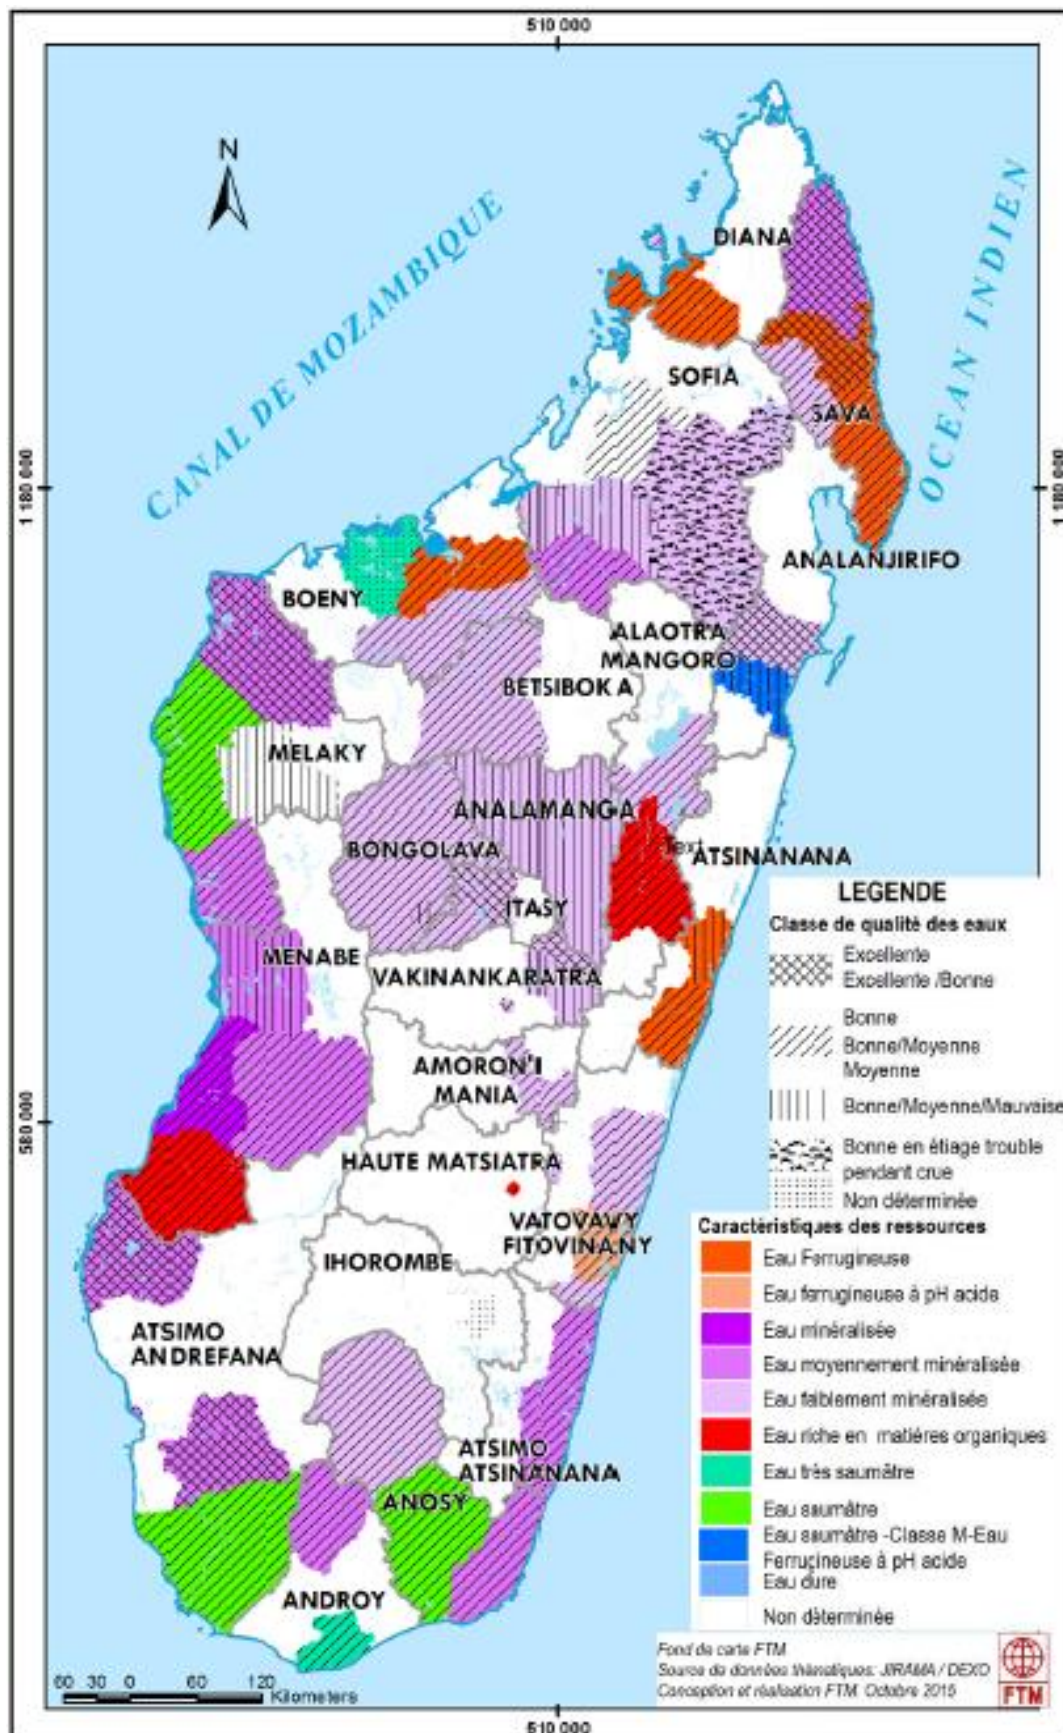 510 000
N
CANAL DE MOZAMBIQUE
OCEAN INDIEN
DIANA
SOFIA
SAVA
1 180 000
1 180 000
ANALANJIRIFO
BOENY
ALAOTRA
MANGORO
BETSIBOKA
MELAKY
ANALAMANGA
BONGOLAVA
Text
ATSINANANA
ITASY
MENABE
VAKINANKARATRA
AMORON'I
MANIA
580 000
HAUTE MATSIATRA
VATOVAVY
FITOVINANY
IHOROMBE
ATSIMO
ANDREFANA
ATSIMO
ATSINANANA
ANOSY
ANDROY
LEGENDE
Classe de qualité des eaux
Excellente
Excellente /Bonne
Bonne
Bonne/Moyenne
Moyenne
Bonne/Moyenne/Mauvaise
Bonne en étiage trouble
pendant crue
Non déterminée
Caractéristiques des ressources
Eau Ferrugineuse
Eau ferrugineuse à pH acide
Eau minéralisée
Eau moyennement minéralisée
Eau faiblement minéralisée
Eau riche en matières organiques
Eau très saumâtre
Eau saumâtre
Eau saumâtre -Classe M-Eau
Ferrugineuse à pH acide
Eau dure
Non déterminée
60 30 0 60 120
Kilometers
Fond de carte FTM
Source de données thématiques: JIRAMA / DEXO
Conception et réalisation FTM Octobre 2015
FTM
510 000